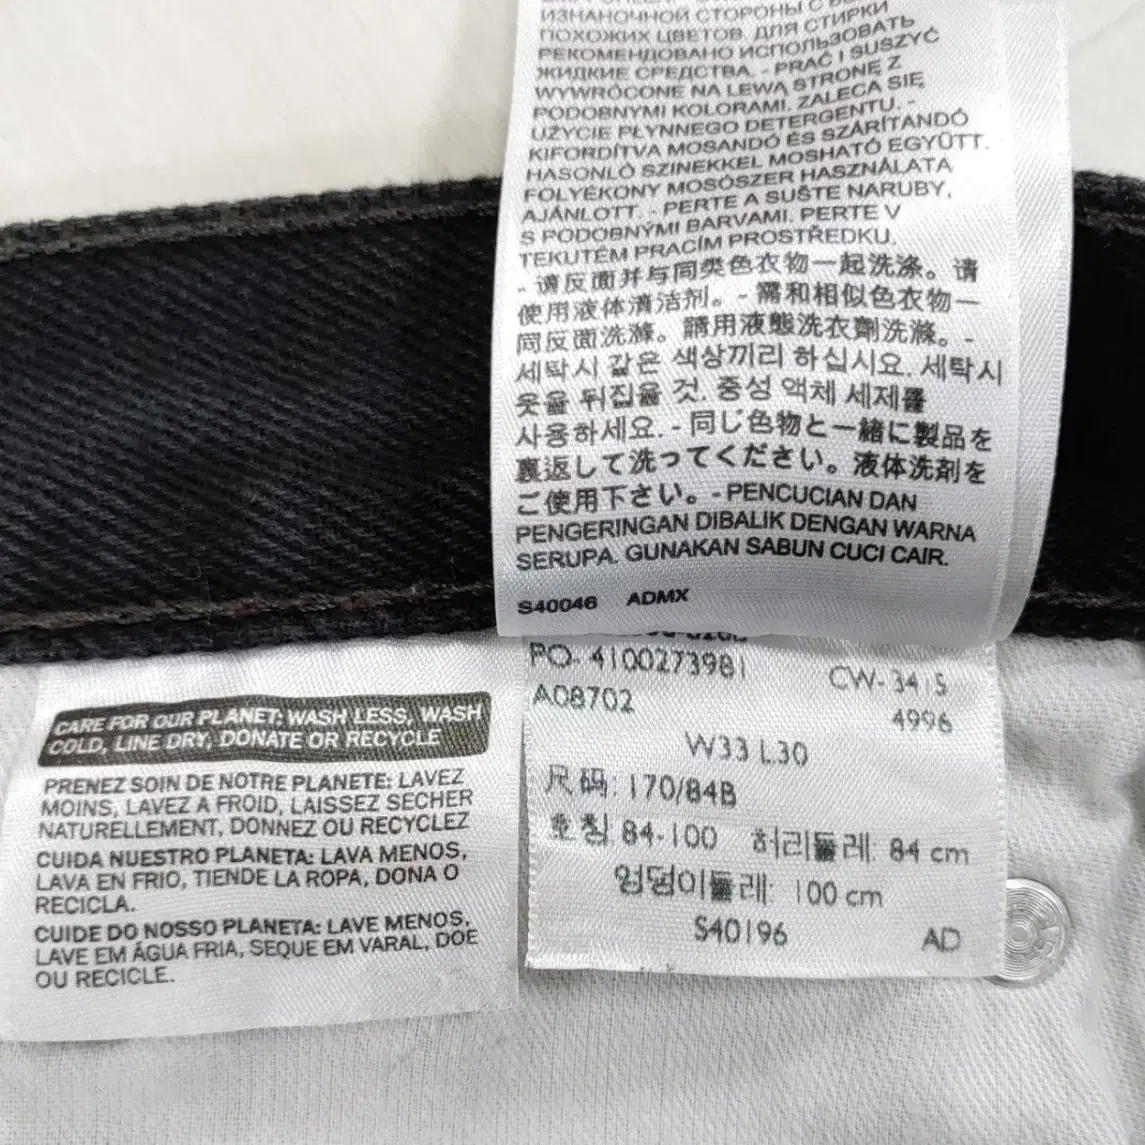 ИЗНАНОЧНОЙ СТОРОНЫ С
ПОХОЖИХ ЦВЕТОВ. ДЛЯ СТИРКИ
РЕКОМЕНДОВАНО ИСПОЛЬЗОВАТЬ
ЖИДКИЕ СРЕДСТВА. - PRAĆ I SUSZYĆ
WYWRÓCONE NA LEWĄ STRONĘ Z
PODOBNYMI KOLORAMI. ZALECA SIĘ
UŻYCIE PŁYNNEGO DETERGENTU. -
KIFORDÍTVA MOSANDÓ ÉS SZÁRÍTANDÓ
HASONLÓ SZINEKKEL MOSHATÓ EGYÜTT.
FOLYÉKONY MOSÓSZER HASZNÁLATA
AJÁNLOTT. - PERTE A SUŠTE NARUBY,
S PODOBNÝMI BARVAMI. PERTE V
TEKUTÉM PRACÍM PROSTŘEDKU.
- 请反面并与同类色衣物一起洗涤。请
使用液体清洁剂。- 需和相似色衣物一
同反面洗滌。請用液態洗衣劑洗滌。-
세탁시 같은 색상끼리 하십시요. 세탁시
옷을 뒤집을 것. 중성 액체 세제를
사용하세요. - 同じ色物と一緒に製品を
裏返して洗ってください。液体洗剤を
ご使用下さい。- PENCUCIAN DAN
PENGERINGAN DIBALIK DENGAN WARNA
SERUPA. GUNAKAN SABUN CUCI CAIR.
S40046 ADMX
PO- 4100273981 CW- 3415
A08702 4996
W33 L30
尺码: 170/84B
호칭 84-100 허리둘레: 84 cm
엉덩이둘레: 100 cm
S40196 AD
CARE FOR OUR PLANET: WASH LESS, WASH
COLD, LINE DRY, DONATE OR RECYCLE
PRENEZ SOIN DE NOTRE PLANETE: LAVEZ
MOINS, LAVEZ A FROID, LAISSEZ SECHER
NATURELLEMENT, DONNEZ OU RECYCLEZ
CUIDA NUESTRO PLANETA: LAVA MENOS,
LAVA EN FRIO, TIENDE LA ROPA, DONA O
RECICLA.
CUIDE DO NOSSO PLANETA: LAVE MENOS,
LAVE EM ÁGUA FRIA, SEQUE EM VARAL, DOE
OU RECICLE.